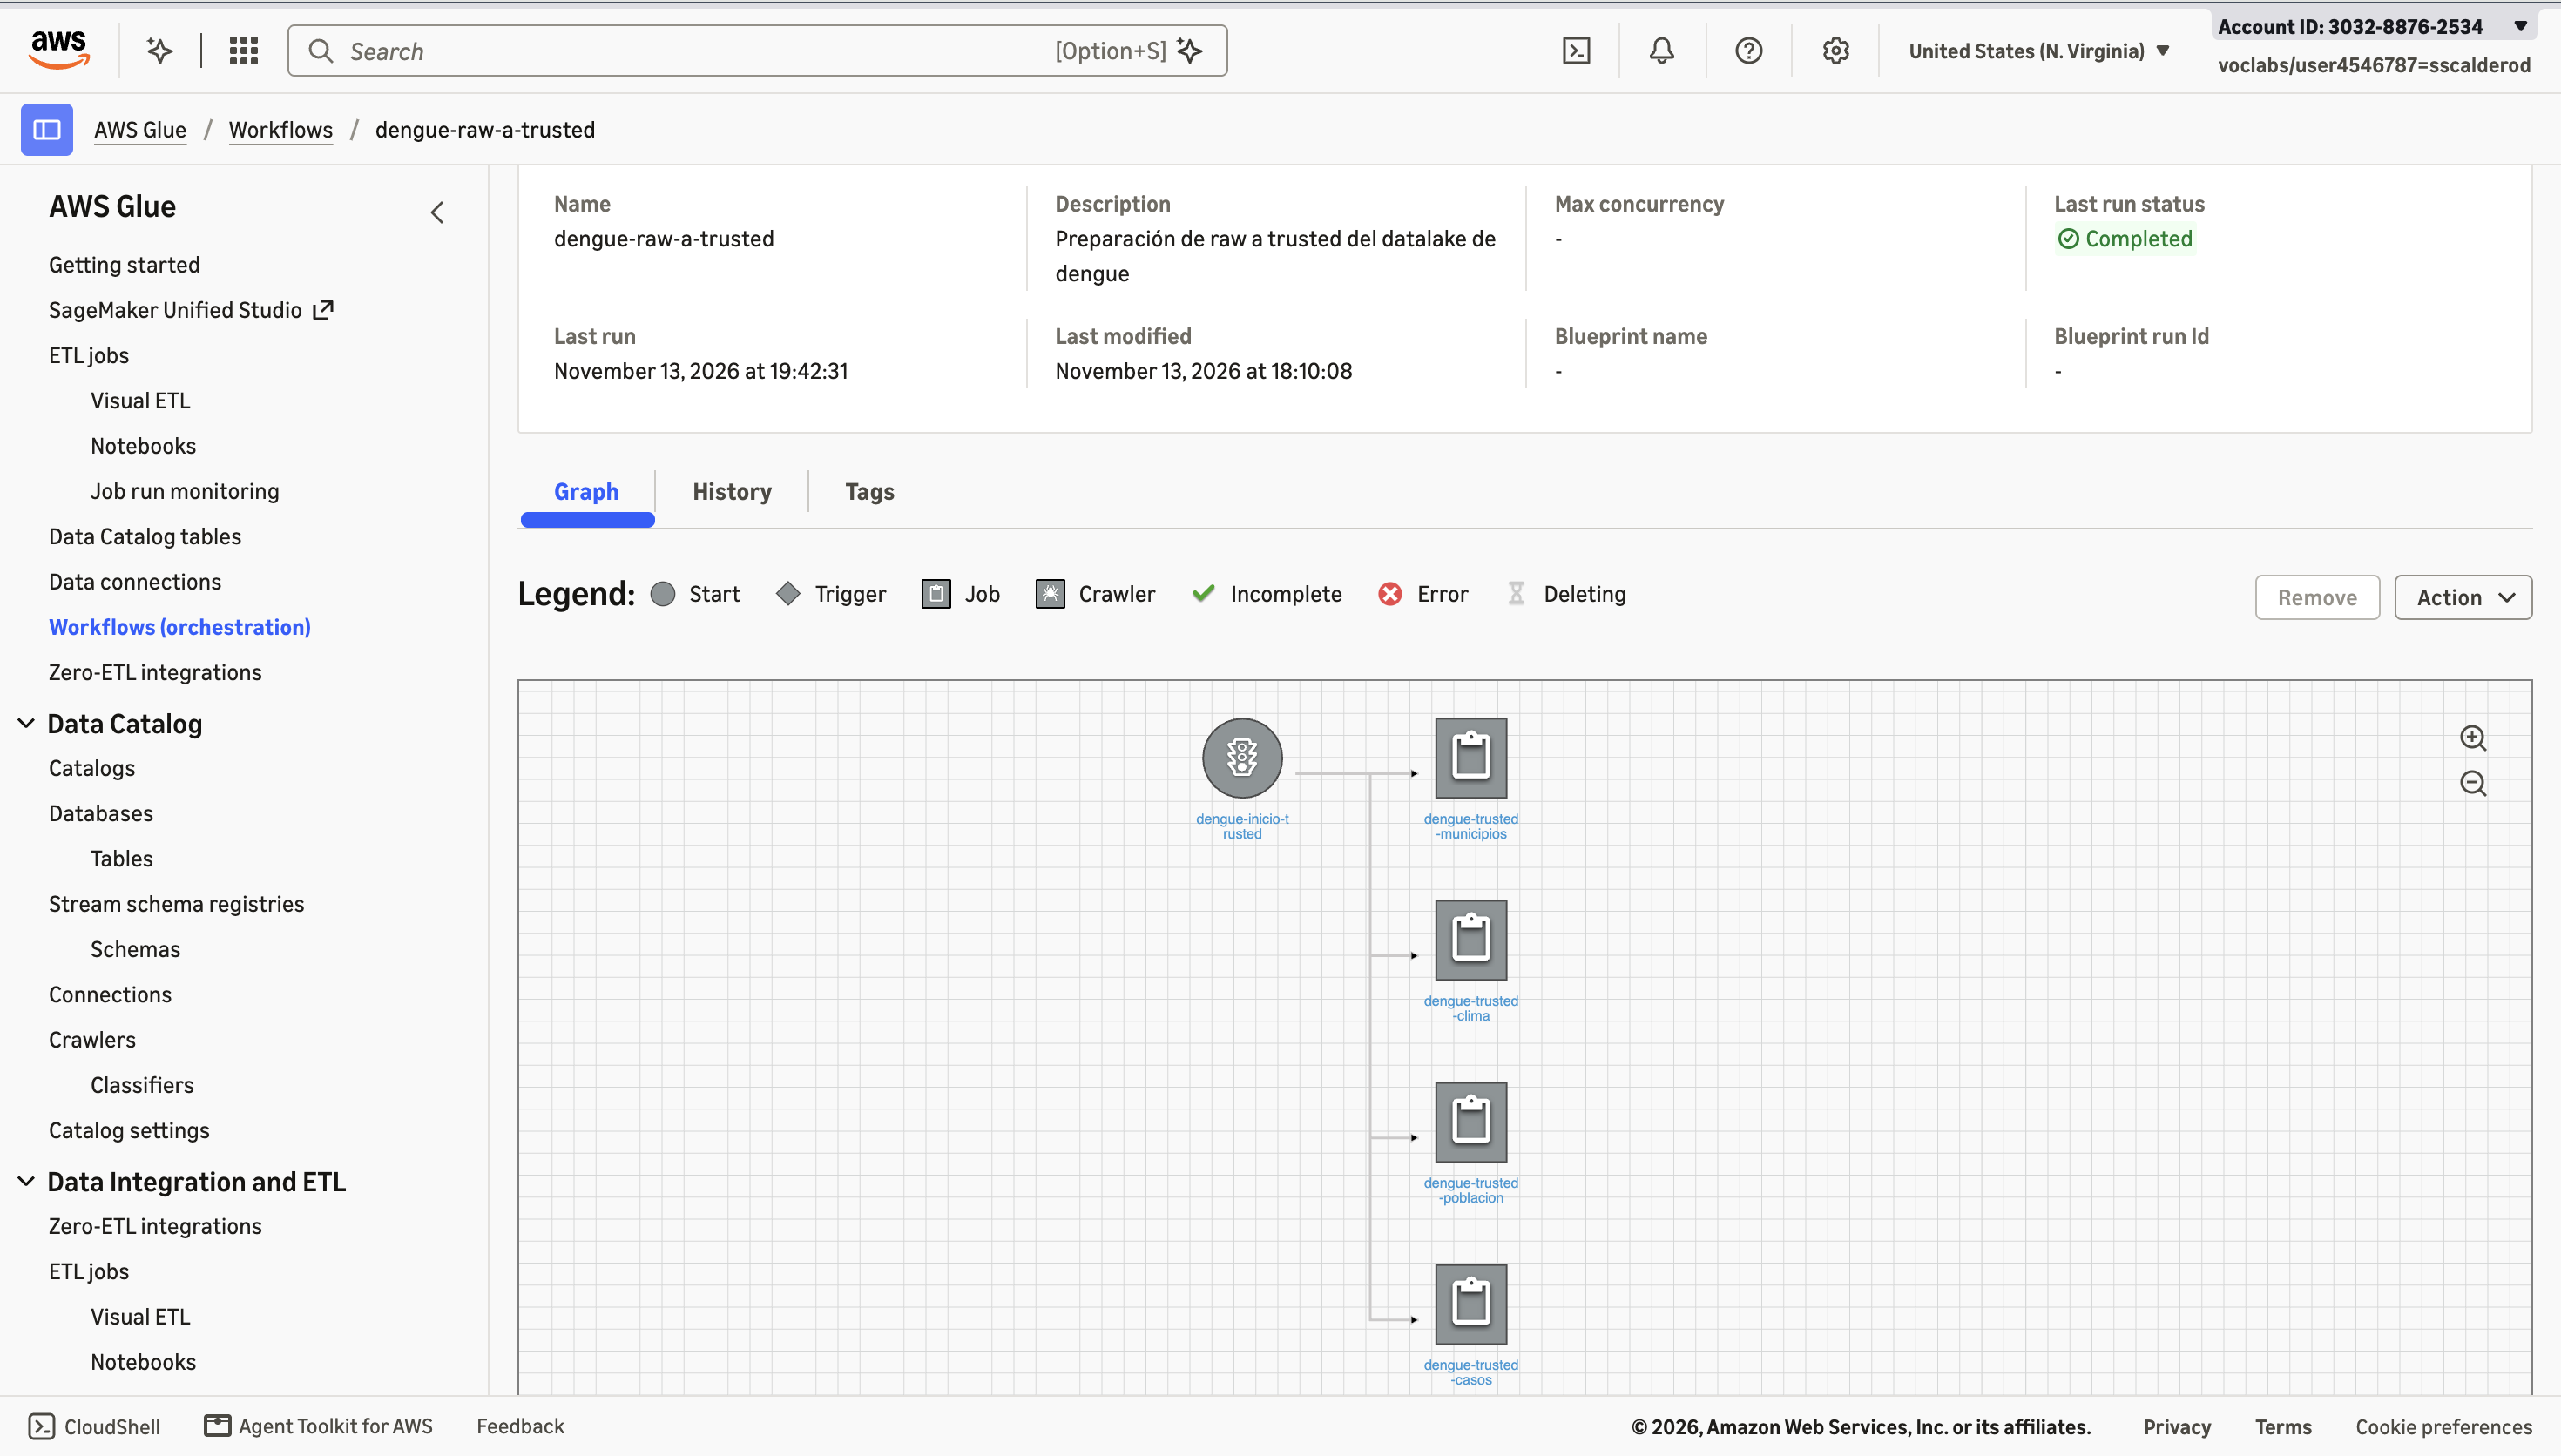 aws
Search
[Option+S]
United States (N. Virginia)
Account ID: 3032-8876-2534
voclabs/user4546787=sscalderod
AWS Glue / Workflows / dengue-raw-a-trusted
AWS Glue
Getting started
SageMaker Unified Studio
ETL jobs
Visual ETL
Notebooks
Job run monitoring
Data Catalog tables
Data connections
Workflows (orchestration)
Zero-ETL integrations
Data Catalog
Catalogs
Databases
Tables
Stream schema registries
Schemas
Connections
Crawlers
Classifiers
Catalog settings
Data Integration and ETL
Zero-ETL integrations
ETL jobs
Visual ETL
Notebooks
Name
dengue-raw-a-trusted
Description
Preparación de raw a trusted del datalake de
dengue
Max concurrency
-
Last run status
Completed
Last run
November 13, 2026 at 19:42:31
Last modified
November 13, 2026 at 18:10:08
Blueprint name
-
Blueprint run Id
-
Graph
History
Tags
Legend: Start Trigger Job Crawler Incomplete Error Deleting
Remove
Action
dengue-inicio-t
rusted
dengue-trusted
-municipios
dengue-trusted
-clima
dengue-trusted
-poblacion
dengue-trusted
-casos
CloudShell
Agent Toolkit for AWS
Feedback
© 2026, Amazon Web Services, Inc. or its affiliates.
Privacy
Terms
Cookie preferences